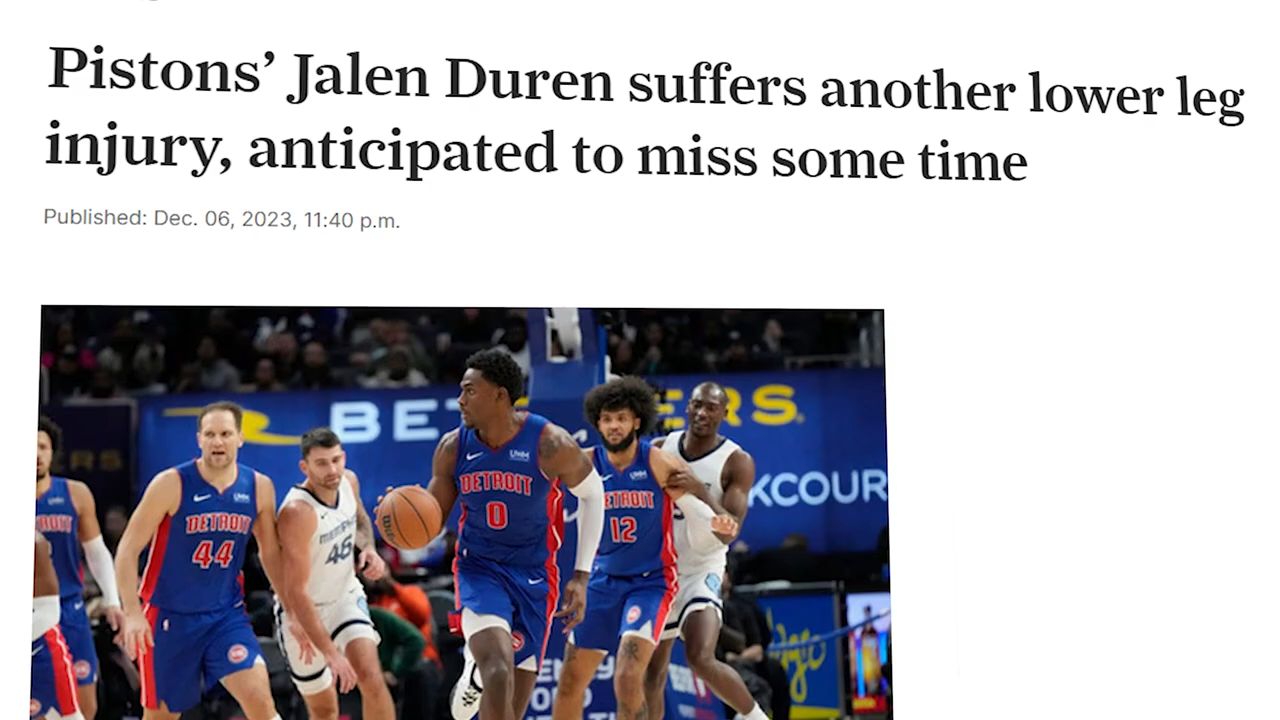 Pistons’ Jalen Duren suffers another lower leg
injury, anticipated to miss some time
Published: Dec. 06, 2023, 11:40 p.m.
DETROIT
44
MEMPHIS
46
DETROIT
0
DETROIT
12